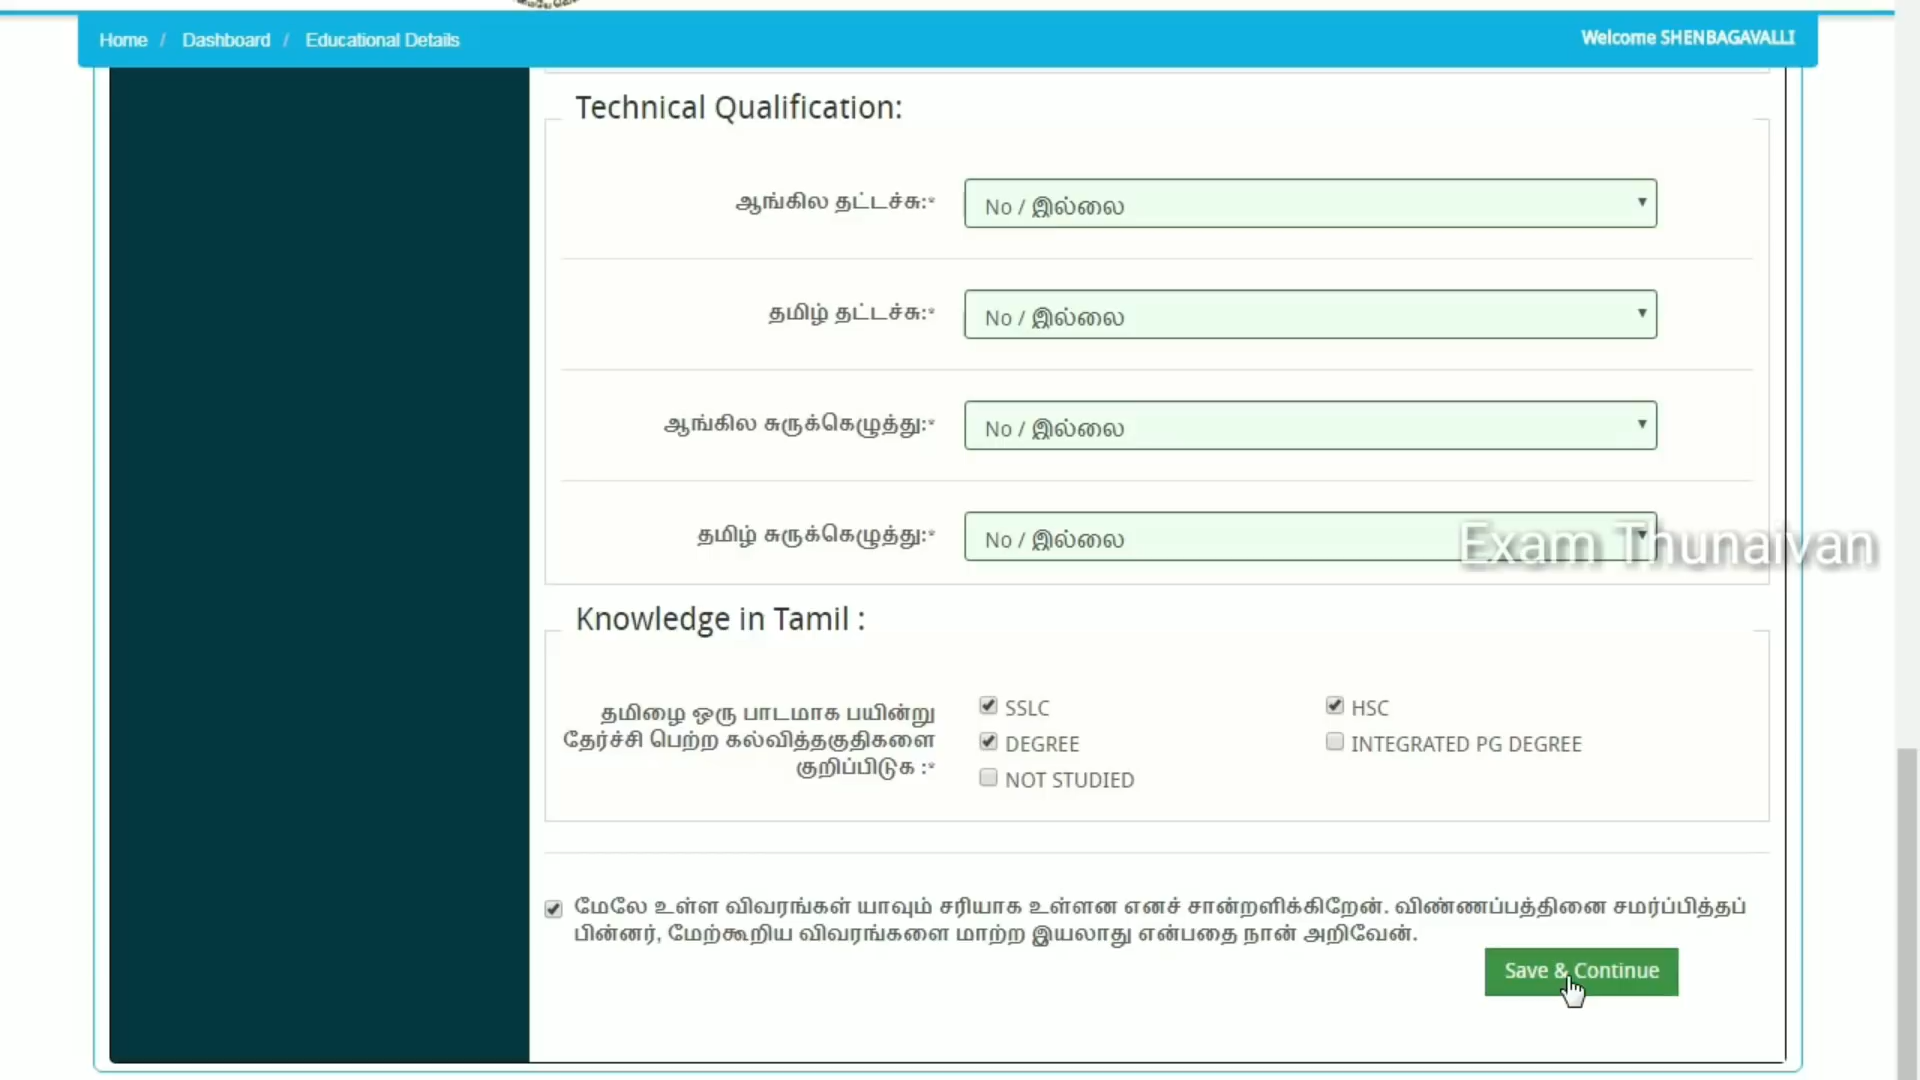 Home / Dashboard / Educational Details
Welcome SHENBAGAVALLI
Technical Qualification:
ஆங்கில தட்டச்சு:* No / இல்லை
தமிழ் தட்டச்சு:* No / இல்லை
ஆங்கில சுருக்கெழுத்து:* No / இல்லை
தமிழ் சுருக்கெழுத்து:* No / இல்லை
Exam Thunaivan
Knowledge in Tamil :
தமிழை ஒரு பாடமாக பயின்று
தேர்ச்சி பெற்ற கல்வித்தகுதிகளை
குறிப்பிடுக :*
SSLC HSC
DEGREE INTEGRATED PG DEGREE
NOT STUDIED
மேலே உள்ள விவரங்கள் யாவும் சரியாக உள்ளன எனச் சான்றளிக்கிறேன். விண்ணப்பத்தினை சமர்ப்பித்தப்
பின்னர், மேற்கூறிய விவரங்களை மாற்ற இயலாது என்பதை நான் அறிவேன்.
Save & Continue